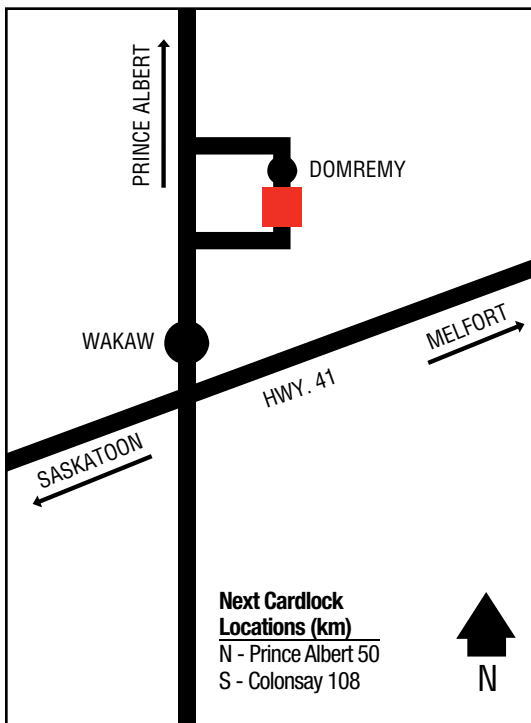 PRINCE ALBERT
DOMREMY
WAKAW
MELFORT
HWY. 41
SASKATOON
Next Cardlock
Locations (km)
N - Prince Albert 50
S - Colonsay 108
N